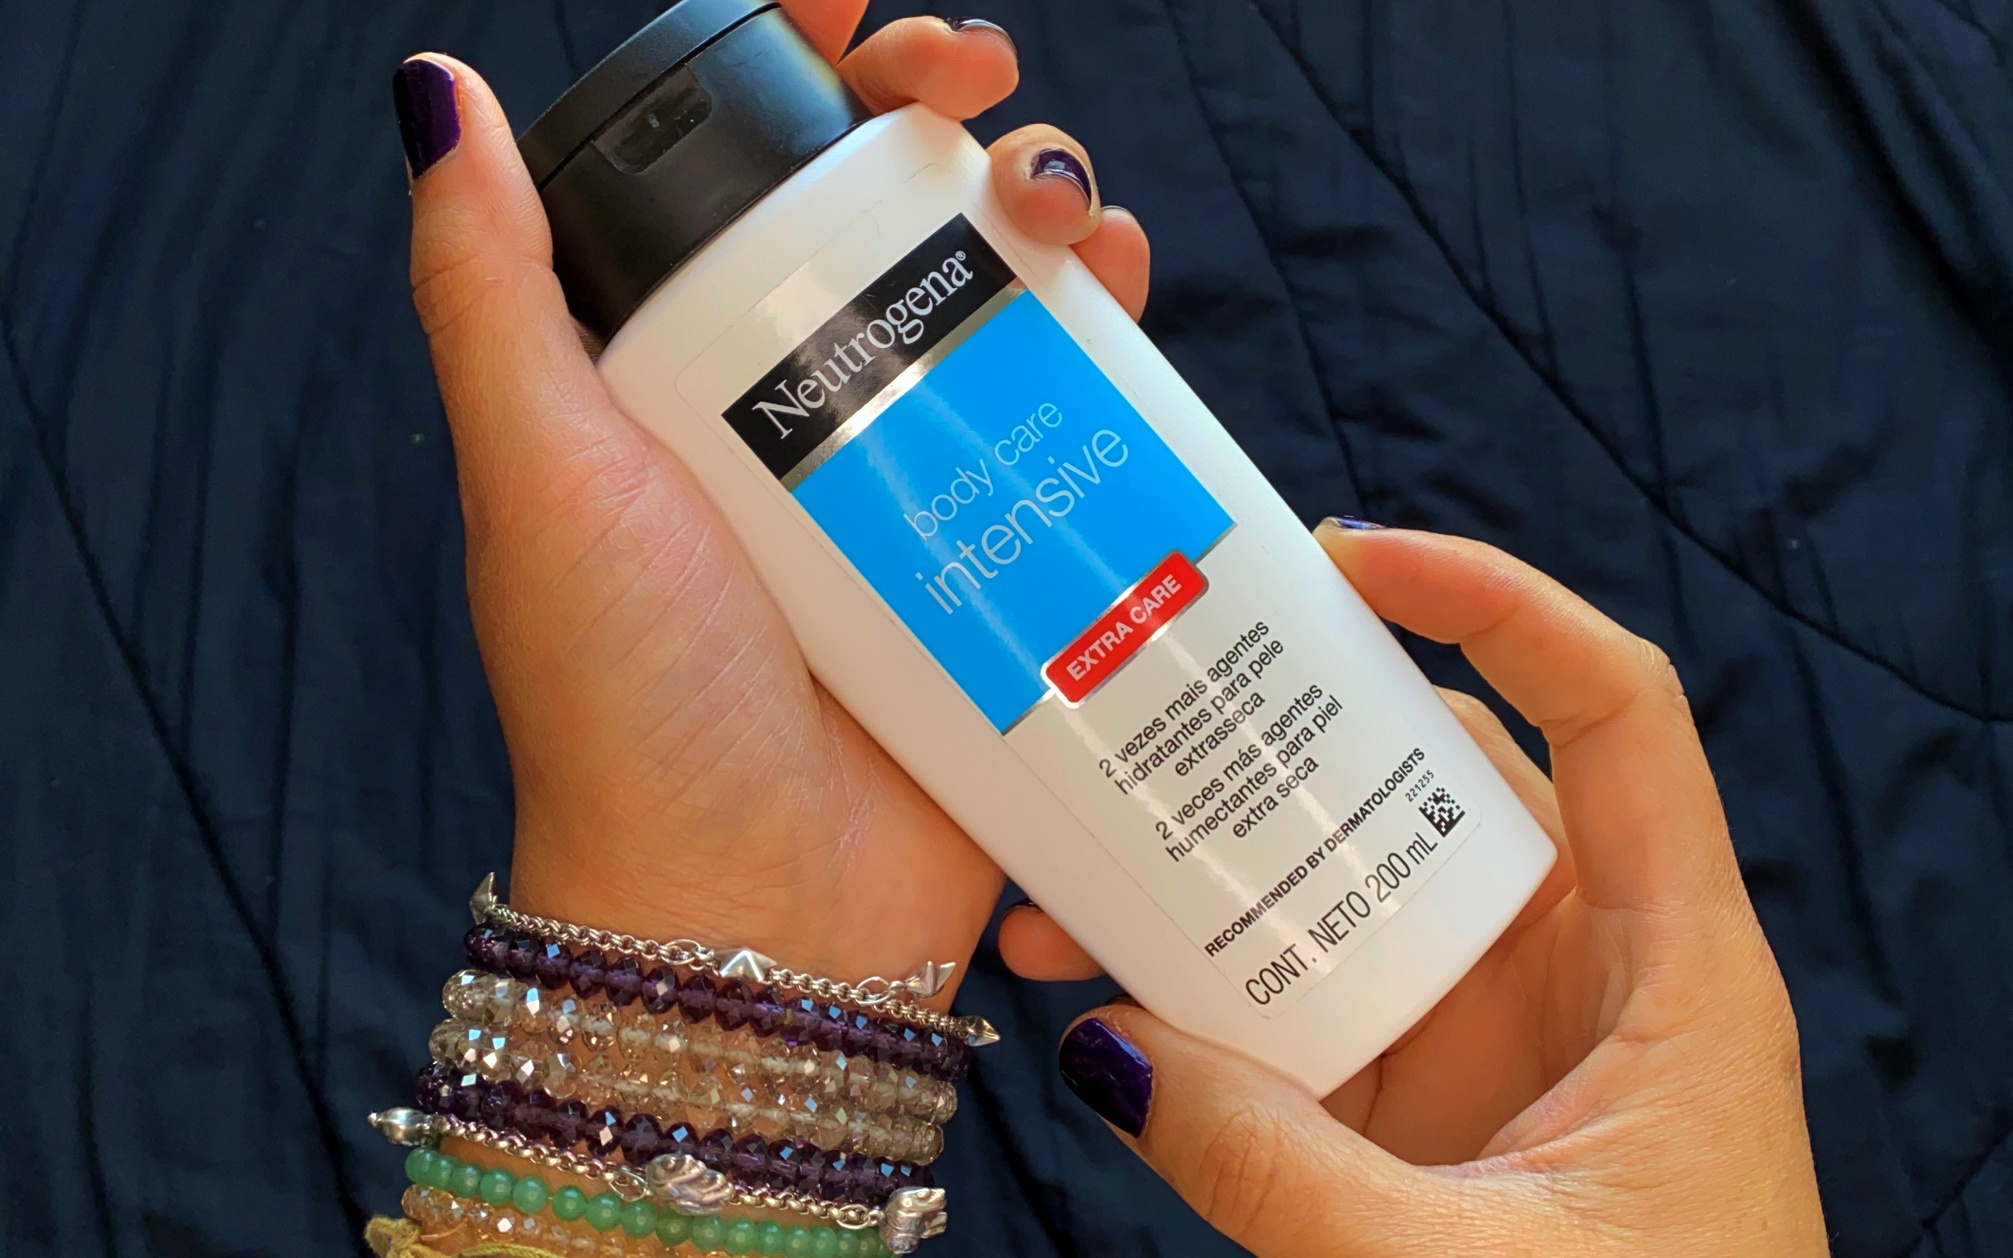 Neutrogena®
body care
intensive
EXTRA CARE
2 vezes mais agentes
hidratantes para pele
extrasseca
2 veces más agentes
humectantes para piel
extra seca
RECOMMENDED BY DERMATOLOGISTS
221255
CONT. NETO 200 mL